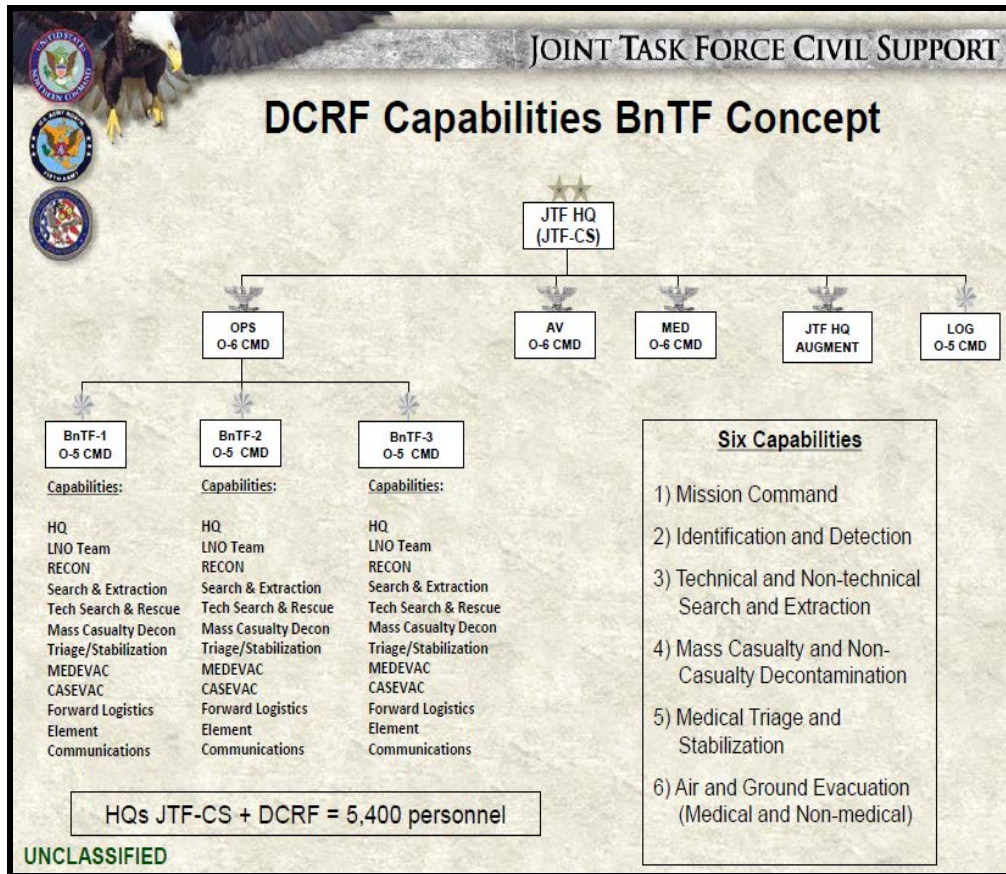 JOINT TASK FORCE CIVIL SUPPORT
DCRF Capabilities BnTF Concept
JTF HQ
(JTF-CS)
OPS
O-6 CMD
AV
O-6 CMD
MED
O-6 CMD
JTF HQ
AUGMENT
LOG
O-5 CMD
BnTF-1
O-5 CMD
BnTF-2
O-5 CMD
BnTF-3
O-5 CMD
Capabilities:
HQ
LNO Team
RECON
Search & Extraction
Tech Search & Rescue
Mass Casualty Decon
Triage/Stabilization
MEDEVAC
CASEVAC
Forward Logistics
Element
Communications
Capabilities:
HQ
LNO Team
RECON
Search & Extraction
Tech Search & Rescue
Mass Casualty Decon
Triage/Stabilization
MEDEVAC
CASEVAC
Forward Logistics
Element
Communications
Capabilities:
HQ
LNO Team
RECON
Search & Extraction
Tech Search & Rescue
Mass Casualty Decon
Triage/Stabilization
MEDEVAC
CASEVAC
Forward Logistics
Element
Communications
Six Capabilities
1) Mission Command
2) Identification and Detection
3) Technical and Non-technical
Search and Extraction
4) Mass Casualty and Non-
Casualty Decontamination
5) Medical Triage and
Stabilization
6) Air and Ground Evacuation
(Medical and Non-medical)
HQs JTF-CS + DCRF = 5,400 personnel
UNCLASSIFIED